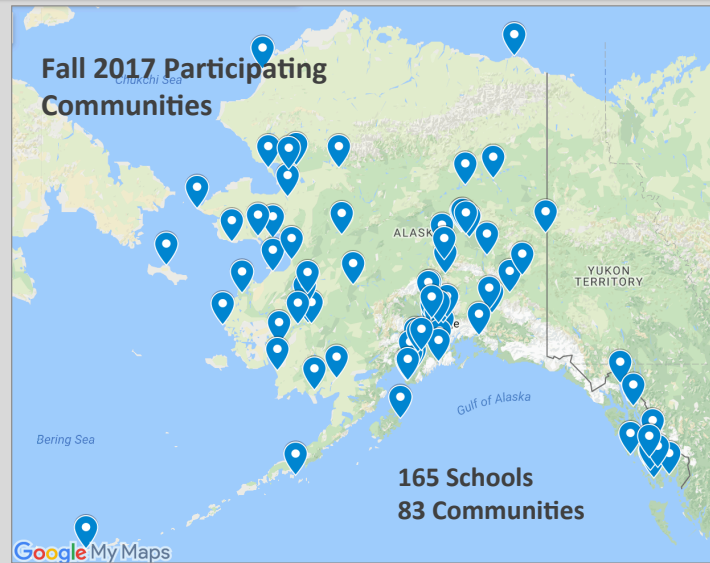 Fall 2017 Participating
Communities
Chukchi Sea
ALASK
YUKON
TERRITORY
e
Gulf of Alaska
Bering Sea
165 Schools
83 Communities
Google My Maps